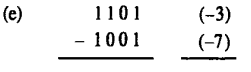 (e) 1101 (–3)
– 1001 (–7)